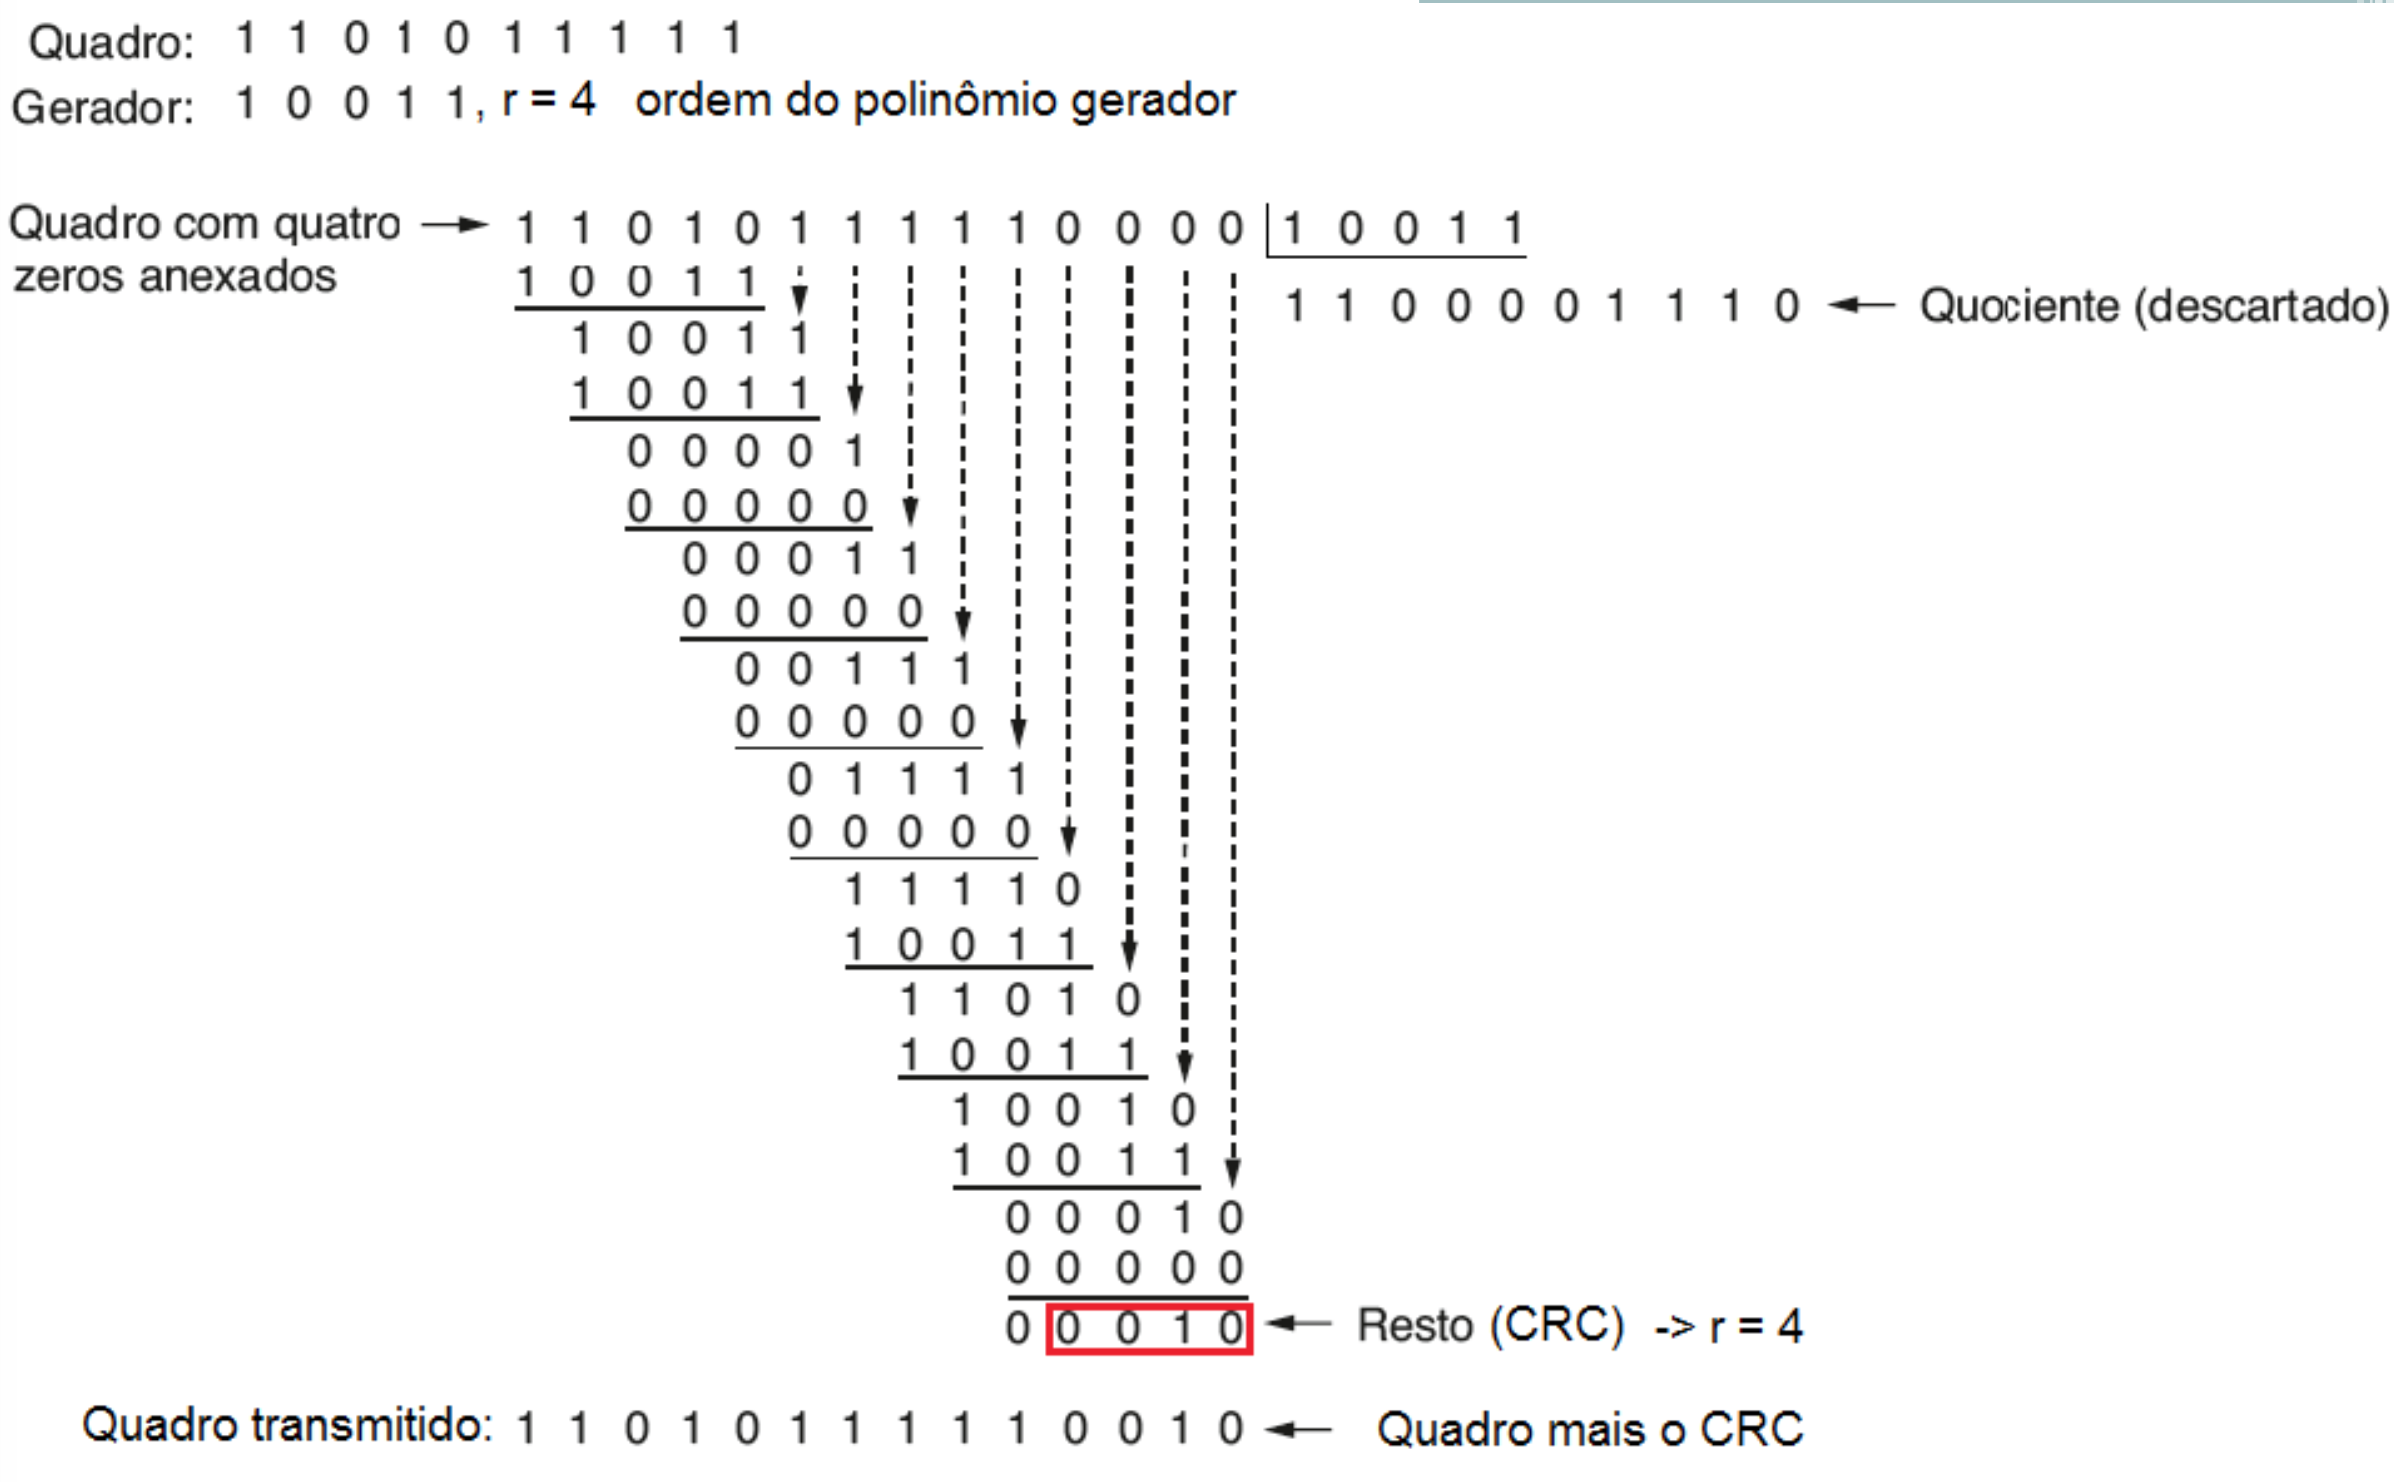 Quadro: 1 1 0 1 0 1 1 1 1 1
Gerador: 1 0 0 1 1, r = 4 ordem do polinômio gerador
Quadro com quatro → 1 1 0 1 0 1 1 1 1 1 0 0 0 0 1 0 0 1 1
zeros anexados 1 0 0 1 1
1 1 0 0 0 0 1 1 1 0 ← Quociente (descartado)
1 0 0 1 1
1 0 0 1 1
0 0 0 0 1
0 0 0 0 0
0 0 0 1 1
0 0 0 0 0
0 0 1 1 1
0 0 0 0 0
0 1 1 1 1
0 0 0 0 0
1 1 1 1 0
1 0 0 1 1
1 1 0 1 0
1 0 0 1 1
1 0 0 1 0
1 0 0 1 1
0 0 0 1 0
0 0 0 0 0
0 0 0 1 0 ← Resto (CRC) -> r = 4
Quadro transmitido: 1 1 0 1 0 1 1 1 1 1 0 0 1 0 ← Quadro mais o CRC